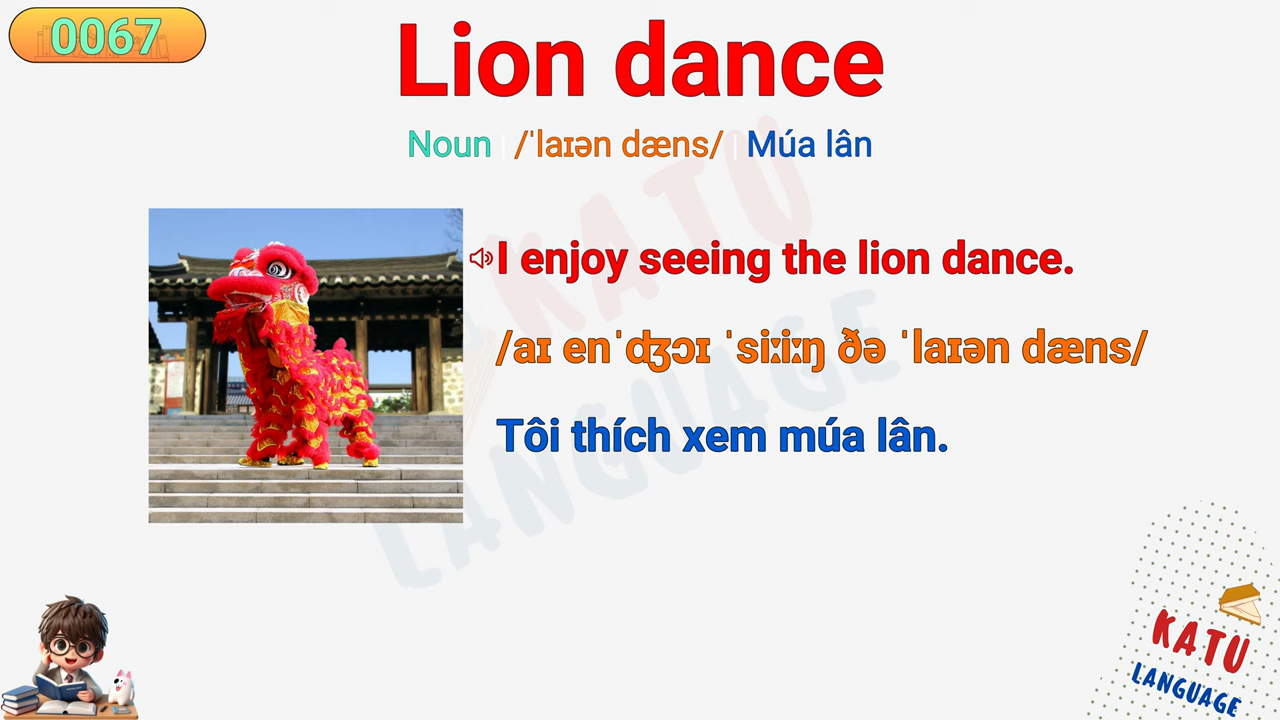 0067
Lion dance
Noun | /ˈlaɪən dæns/ | Múa lân
I enjoy seeing the lion dance.
/aɪ enˈʤɔɪ ˈsiːiːŋ ðə ˈlaɪən dæns/
Tôi thích xem múa lân.
KATU
LANGUAGE
KATU
LANGUAGE